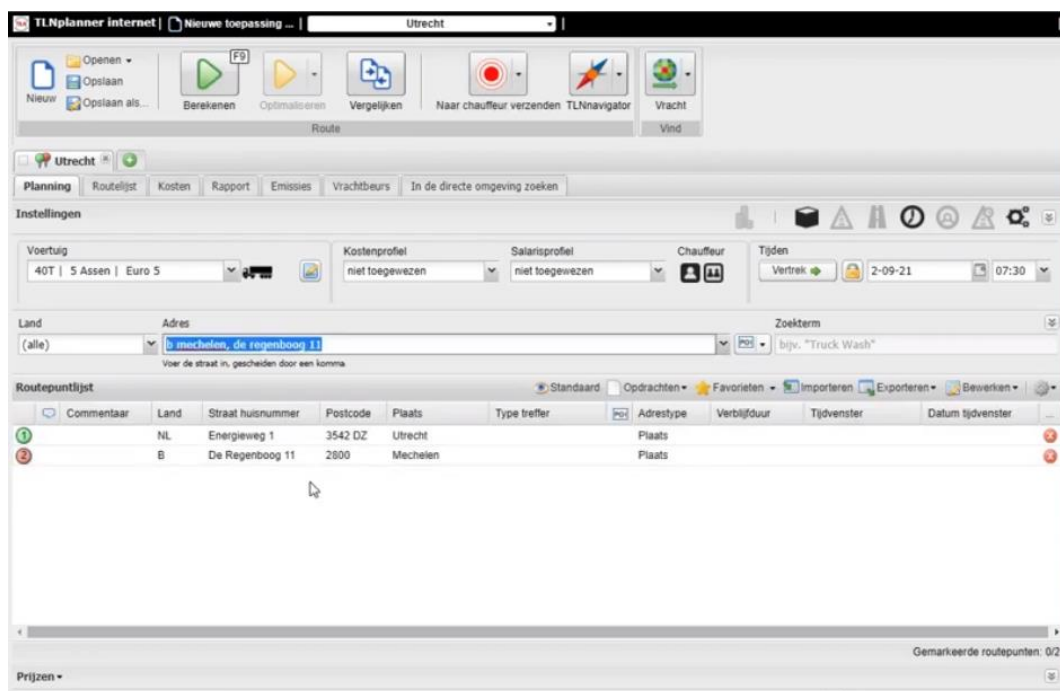 TLNplanner internet | Nieuwe toepassing ... | Utrecht
Nieuw
Openen
Opslaan
Opslaan als...
F9
Berekenen
Optimaliseren
Vergelijken
Naar chauffeur verzenden
TLNnavigator
Vracht
Route
Vind
Utrecht
Planning Routelijst Kosten Rapport Emissies Vrachtbeurs In de directe omgeving zoeken
Instellingen
Voertuig Kostenprofiel Salarisprofiel Chauffeur Tijden
40T | 5 Assen | Euro 5 niet toegewezen niet toegewezen Vertrek 2-09-21 07:30
Land Adres Zoekterm
(alle) b mechelen, de regenboog 11 POI bijv. "Truck Wash"
Voer de straat in, gescheiden door een komma
Routepuntlijst Standaard Opdrachten Favorieten Importeren Exporteren Bewerken
Commentaar Land Straat huisnummer Postcode Plaats Type treffer POI Adrestype Verblijfduur Tijdvenster Datum tijdvenster ...
1 NL Energieweg 1 3542 DZ Utrecht Plaats
2 B De Regenboog 11 2800 Mechelen Plaats
Gemarkeerde routepunten: 0/2
Prijzen